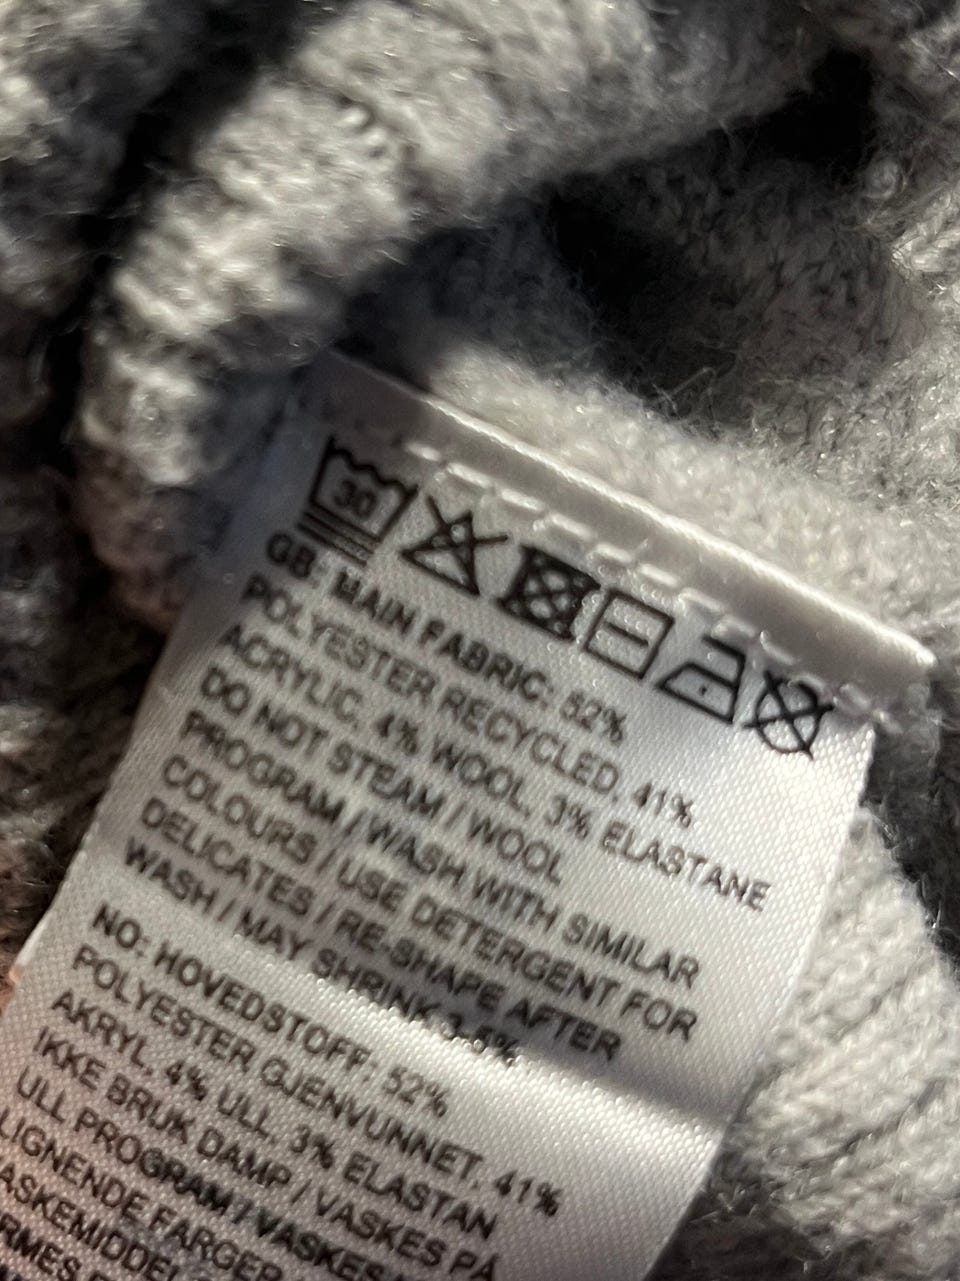 30
GB: MAIN FABRIC: 52%
POLYESTER RECYCLED, 41%
ACRYLIC, 4% WOOL, 3% ELASTANE
DO NOT STEAM / WOOL
PROGRAM / WASH WITH SIMILAR
COLOURS / USE DETERGENT FOR
DELICATES / RE-SHAPE AFTER
WASH / MAY SHRINK 3-5%
NO: HOVEDSTOFF: 52%
POLYESTER GJENVUNNET, 41%
AKRYL, 4% ULL, 3% ELASTAN
IKKE BRUK DAMP / VASKES PÅ
ULL PROGRAM / VASKES
LIGNENDE FARGER